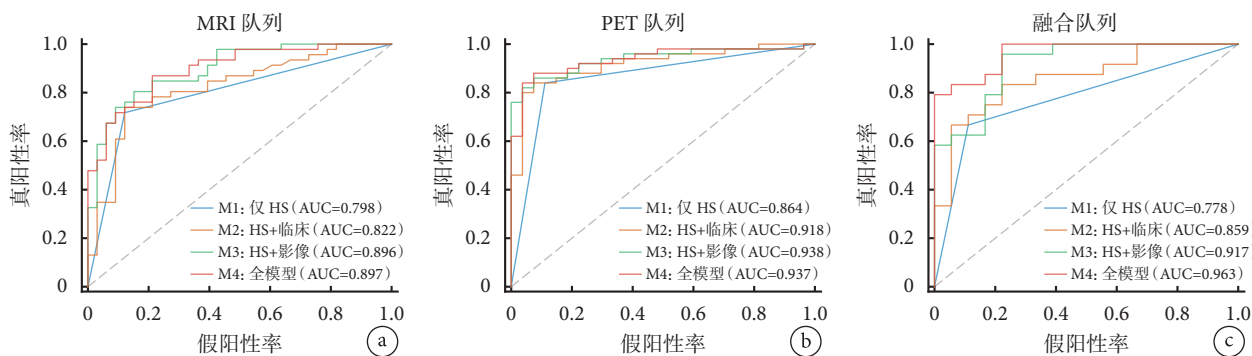 MRI 队列
真阳性率
1.0
0.8
0.6
0.4
0.2
0
M1: 仅 HS（AUC=0.798）
M2: HS+临床（AUC=0.822）
M3: HS+影像（AUC=0.896）
M4: 全模型（AUC=0.897）
0 0.2 0.4 0.6 0.8 1.0
假阳性率
a
PET 队列
真阳性率
1.0
0.8
0.6
0.4
0.2
0
M1: 仅 HS（AUC=0.864）
M2: HS+临床（AUC=0.918）
M3: HS+影像（AUC=0.938）
M4: 全模型（AUC=0.937）
0 0.2 0.4 0.6 0.8 1.0
假阳性率
b
融合队列
真阳性率
1.0
0.8
0.6
0.4
0.2
0
M1: 仅 HS（AUC=0.778）
M2: HS+临床（AUC=0.859
M3: HS+影像（AUC=0.917
M4: 全模型（AUC=0.963）
0 0.2 0.4 0.6 0.8 1.0
假阳性率
c